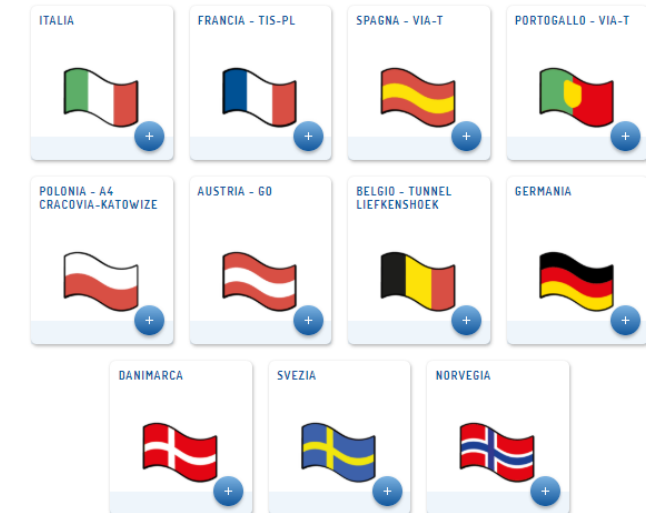 ITALIA
FRANCIA - TIS-PL
SPAGNA - VIA-T
PORTOGALLO - VIA-T
POLONIA - A4
CRACOVIA-KATOWIZE
AUSTRIA - GO
BELGIO - TUNNEL
LIEFKENSHOEK
GERMANIA
DANIMARCA
SVEZIA
NORVEGIA